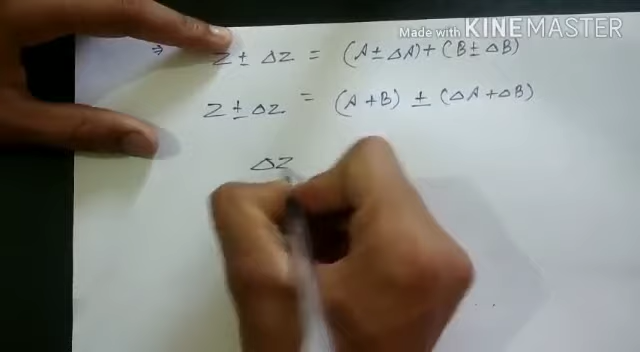 Made with KINEMASTER
⇒ Z ± ΔZ = (A ± ΔA) + (B ± ΔB)
Z ± ΔZ = (A + B) ± (ΔA + ΔB)
ΔZ